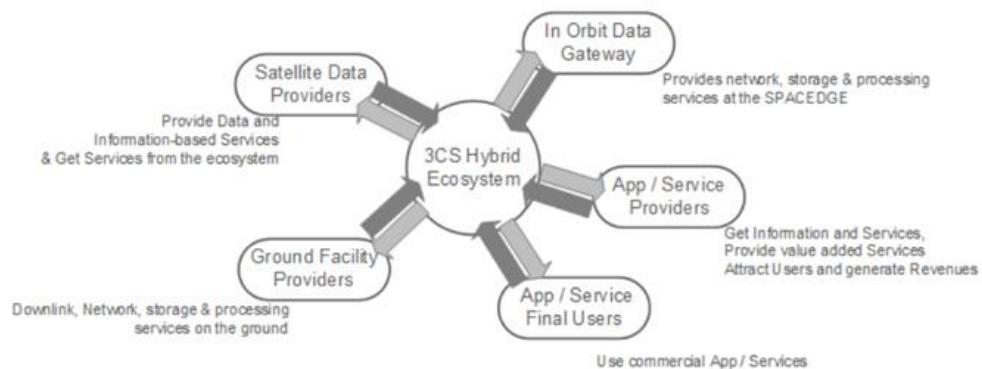 In Orbit Data
Gateway
Provides network, storage & processing
services at the SPACEDGE
Satellite Data
Providers
Provide Data and
Information-based Services
& Get Services from the ecosystem
3CS Hybrid
Ecosystem
App / Service
Providers
Get Information and Services,
Provide value added Services
Attract Users and generate Revenues
Ground Facility
Providers
Downlink, Network, storage & processing
services on the ground
App / Service
Final Users
Use commercial App / Services